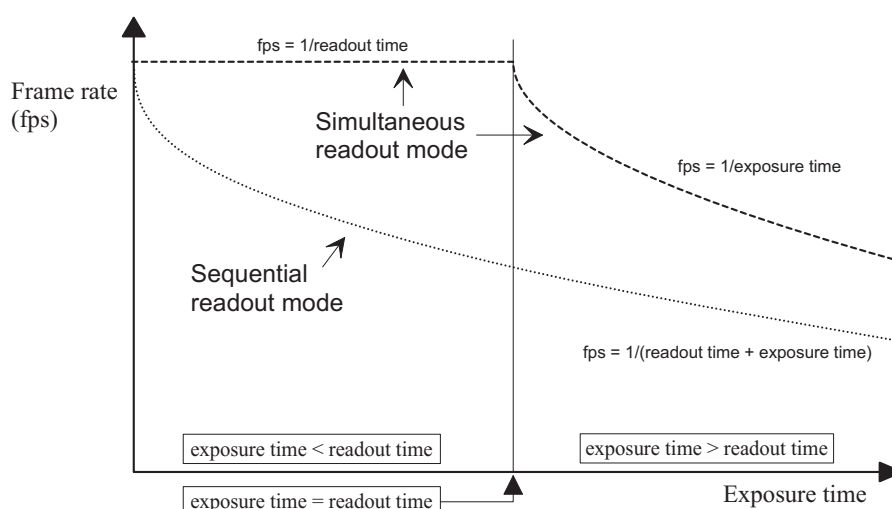 fps = 1/readout time
Frame rate
(fps)
Simultaneous
readout mode
fps = 1/exposure time
Sequential
readout mode
fps = 1/(readout time + exposure time)
exposure time < readout time
exposure time > readout time
exposure time = readout time
Exposure time